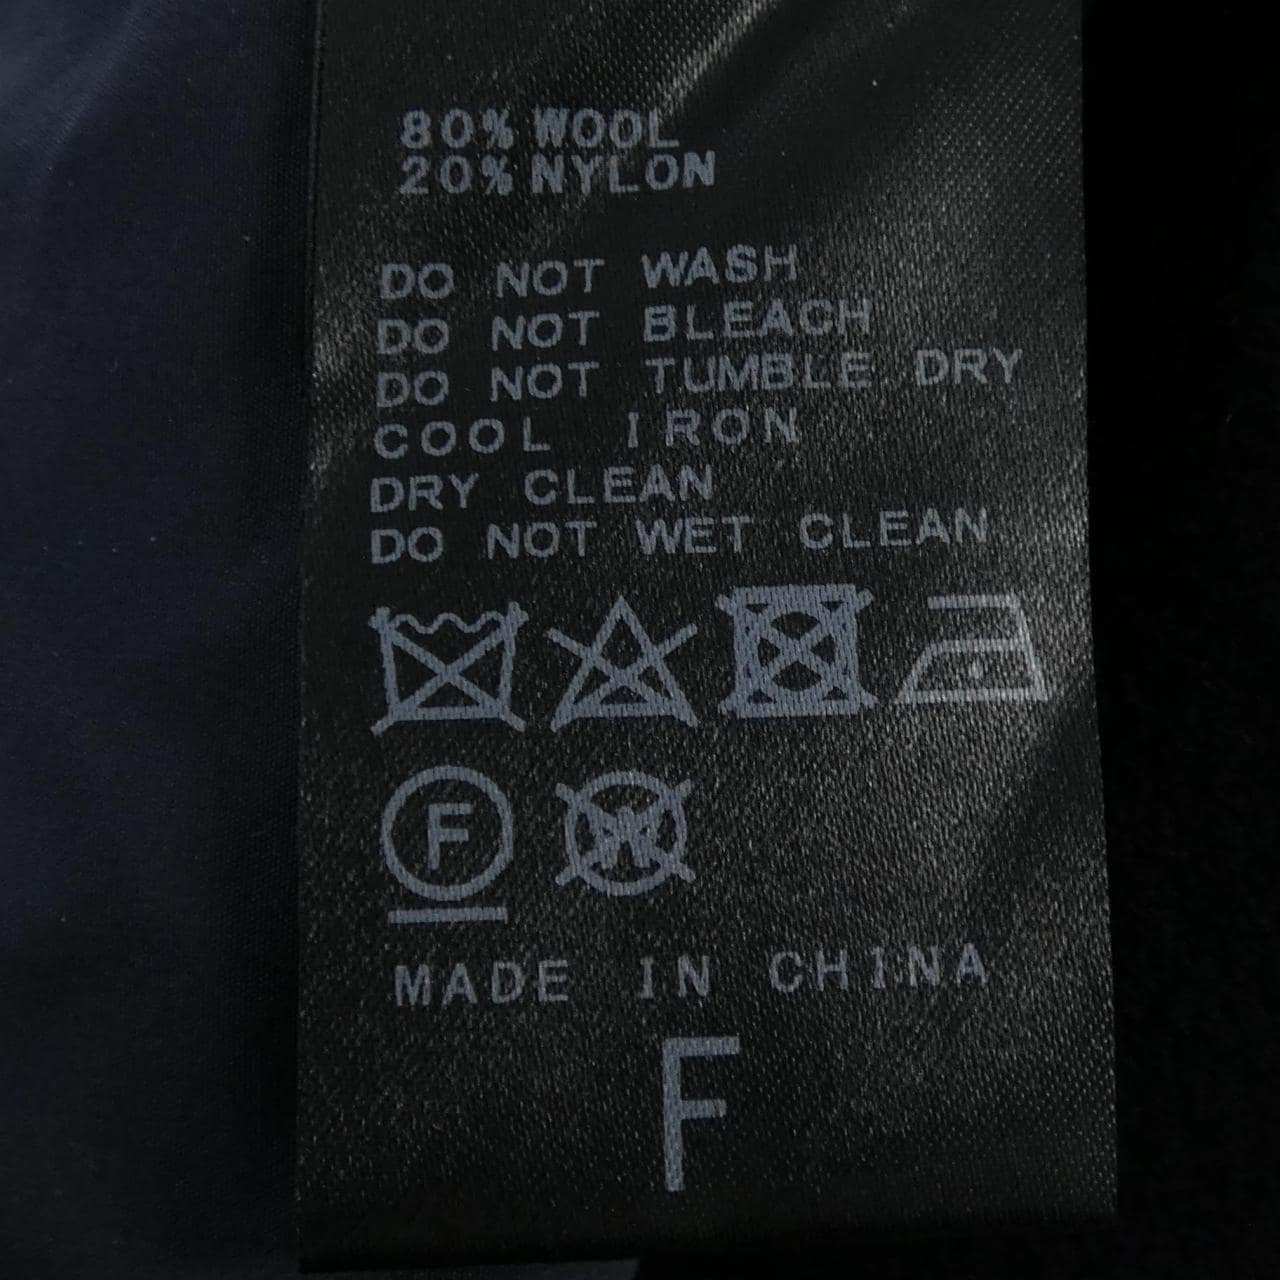 80% WOOL
20% NYLON
DO NOT WASH
DO NOT BLEACH
DO NOT TUMBLE DRY
COOL IRON
DRY CLEAN
DO NOT WET CLEAN
F W
MADE IN CHINA
F